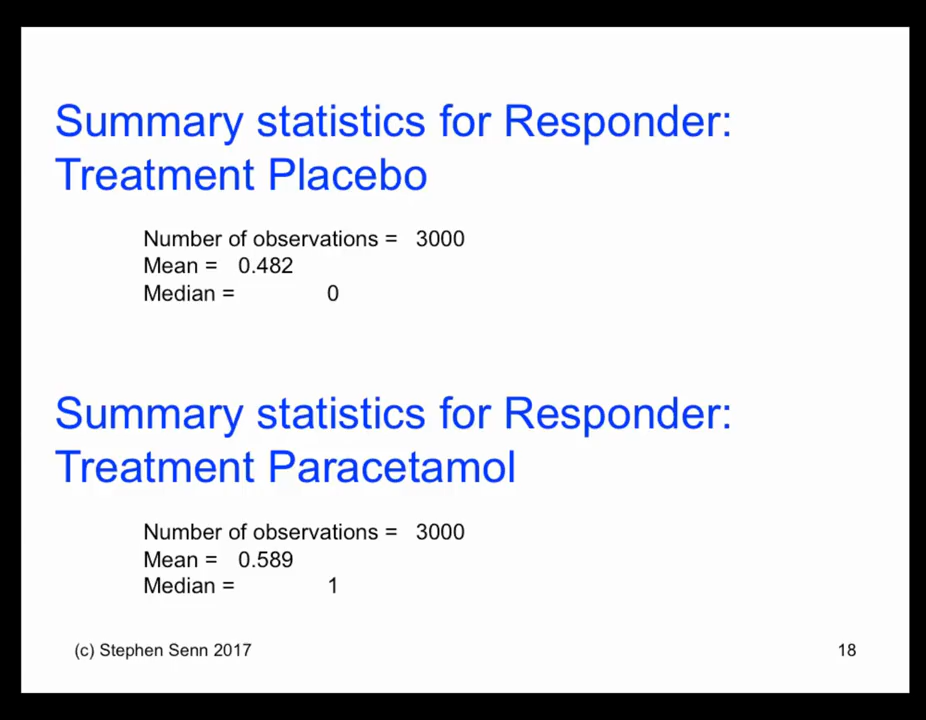 Summary statistics for Responder:
Treatment Placebo
Number of observations = 3000
Mean = 0.482
Median = 0
Summary statistics for Responder:
Treatment Paracetamol
Number of observations = 3000
Mean = 0.589
Median = 1
(c) Stephen Senn 2017
18